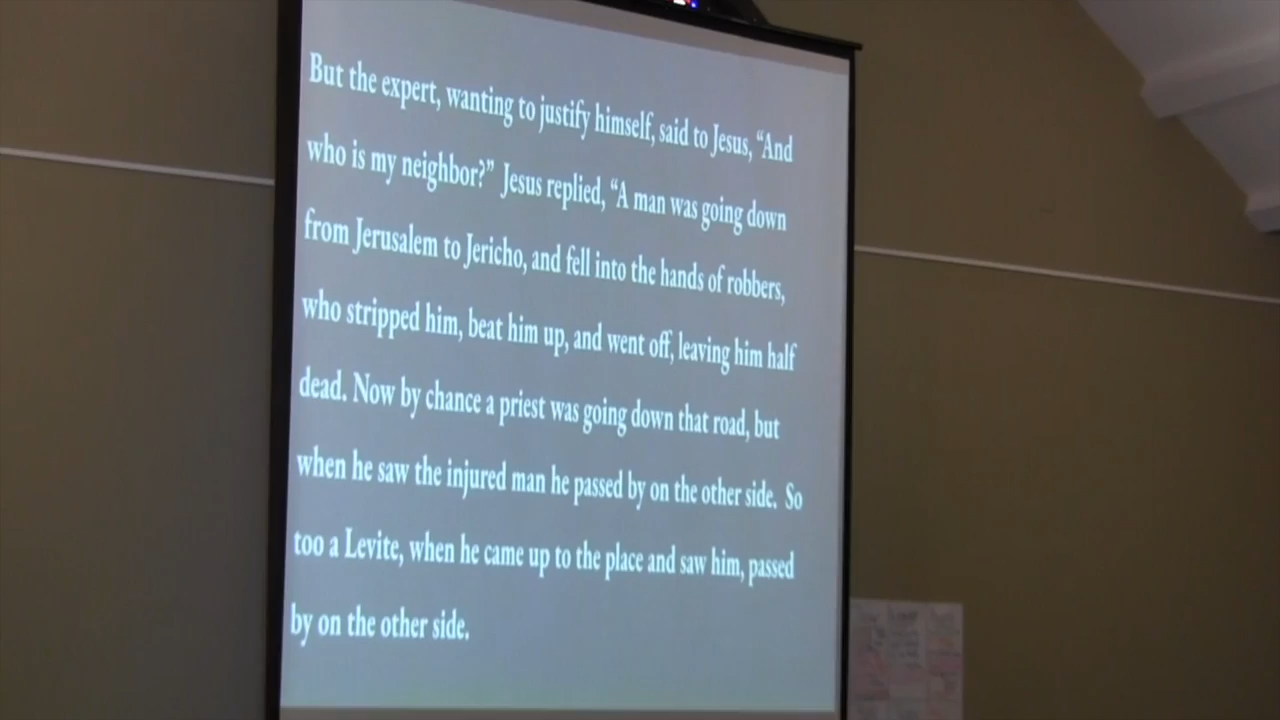 But the expert, wanting to justify himself, said to Jesus, “And
who is my neighbor?” Jesus replied, “A man was going down
from Jerusalem to Jericho, and fell into the hands of robbers,
who stripped him, beat him up, and went off, leaving him half
dead. Now by chance a priest was going down that road, but
when he saw the injured man he passed by on the other side. So
too a Levite, when he came up to the place and saw him, passed
by on the other side.